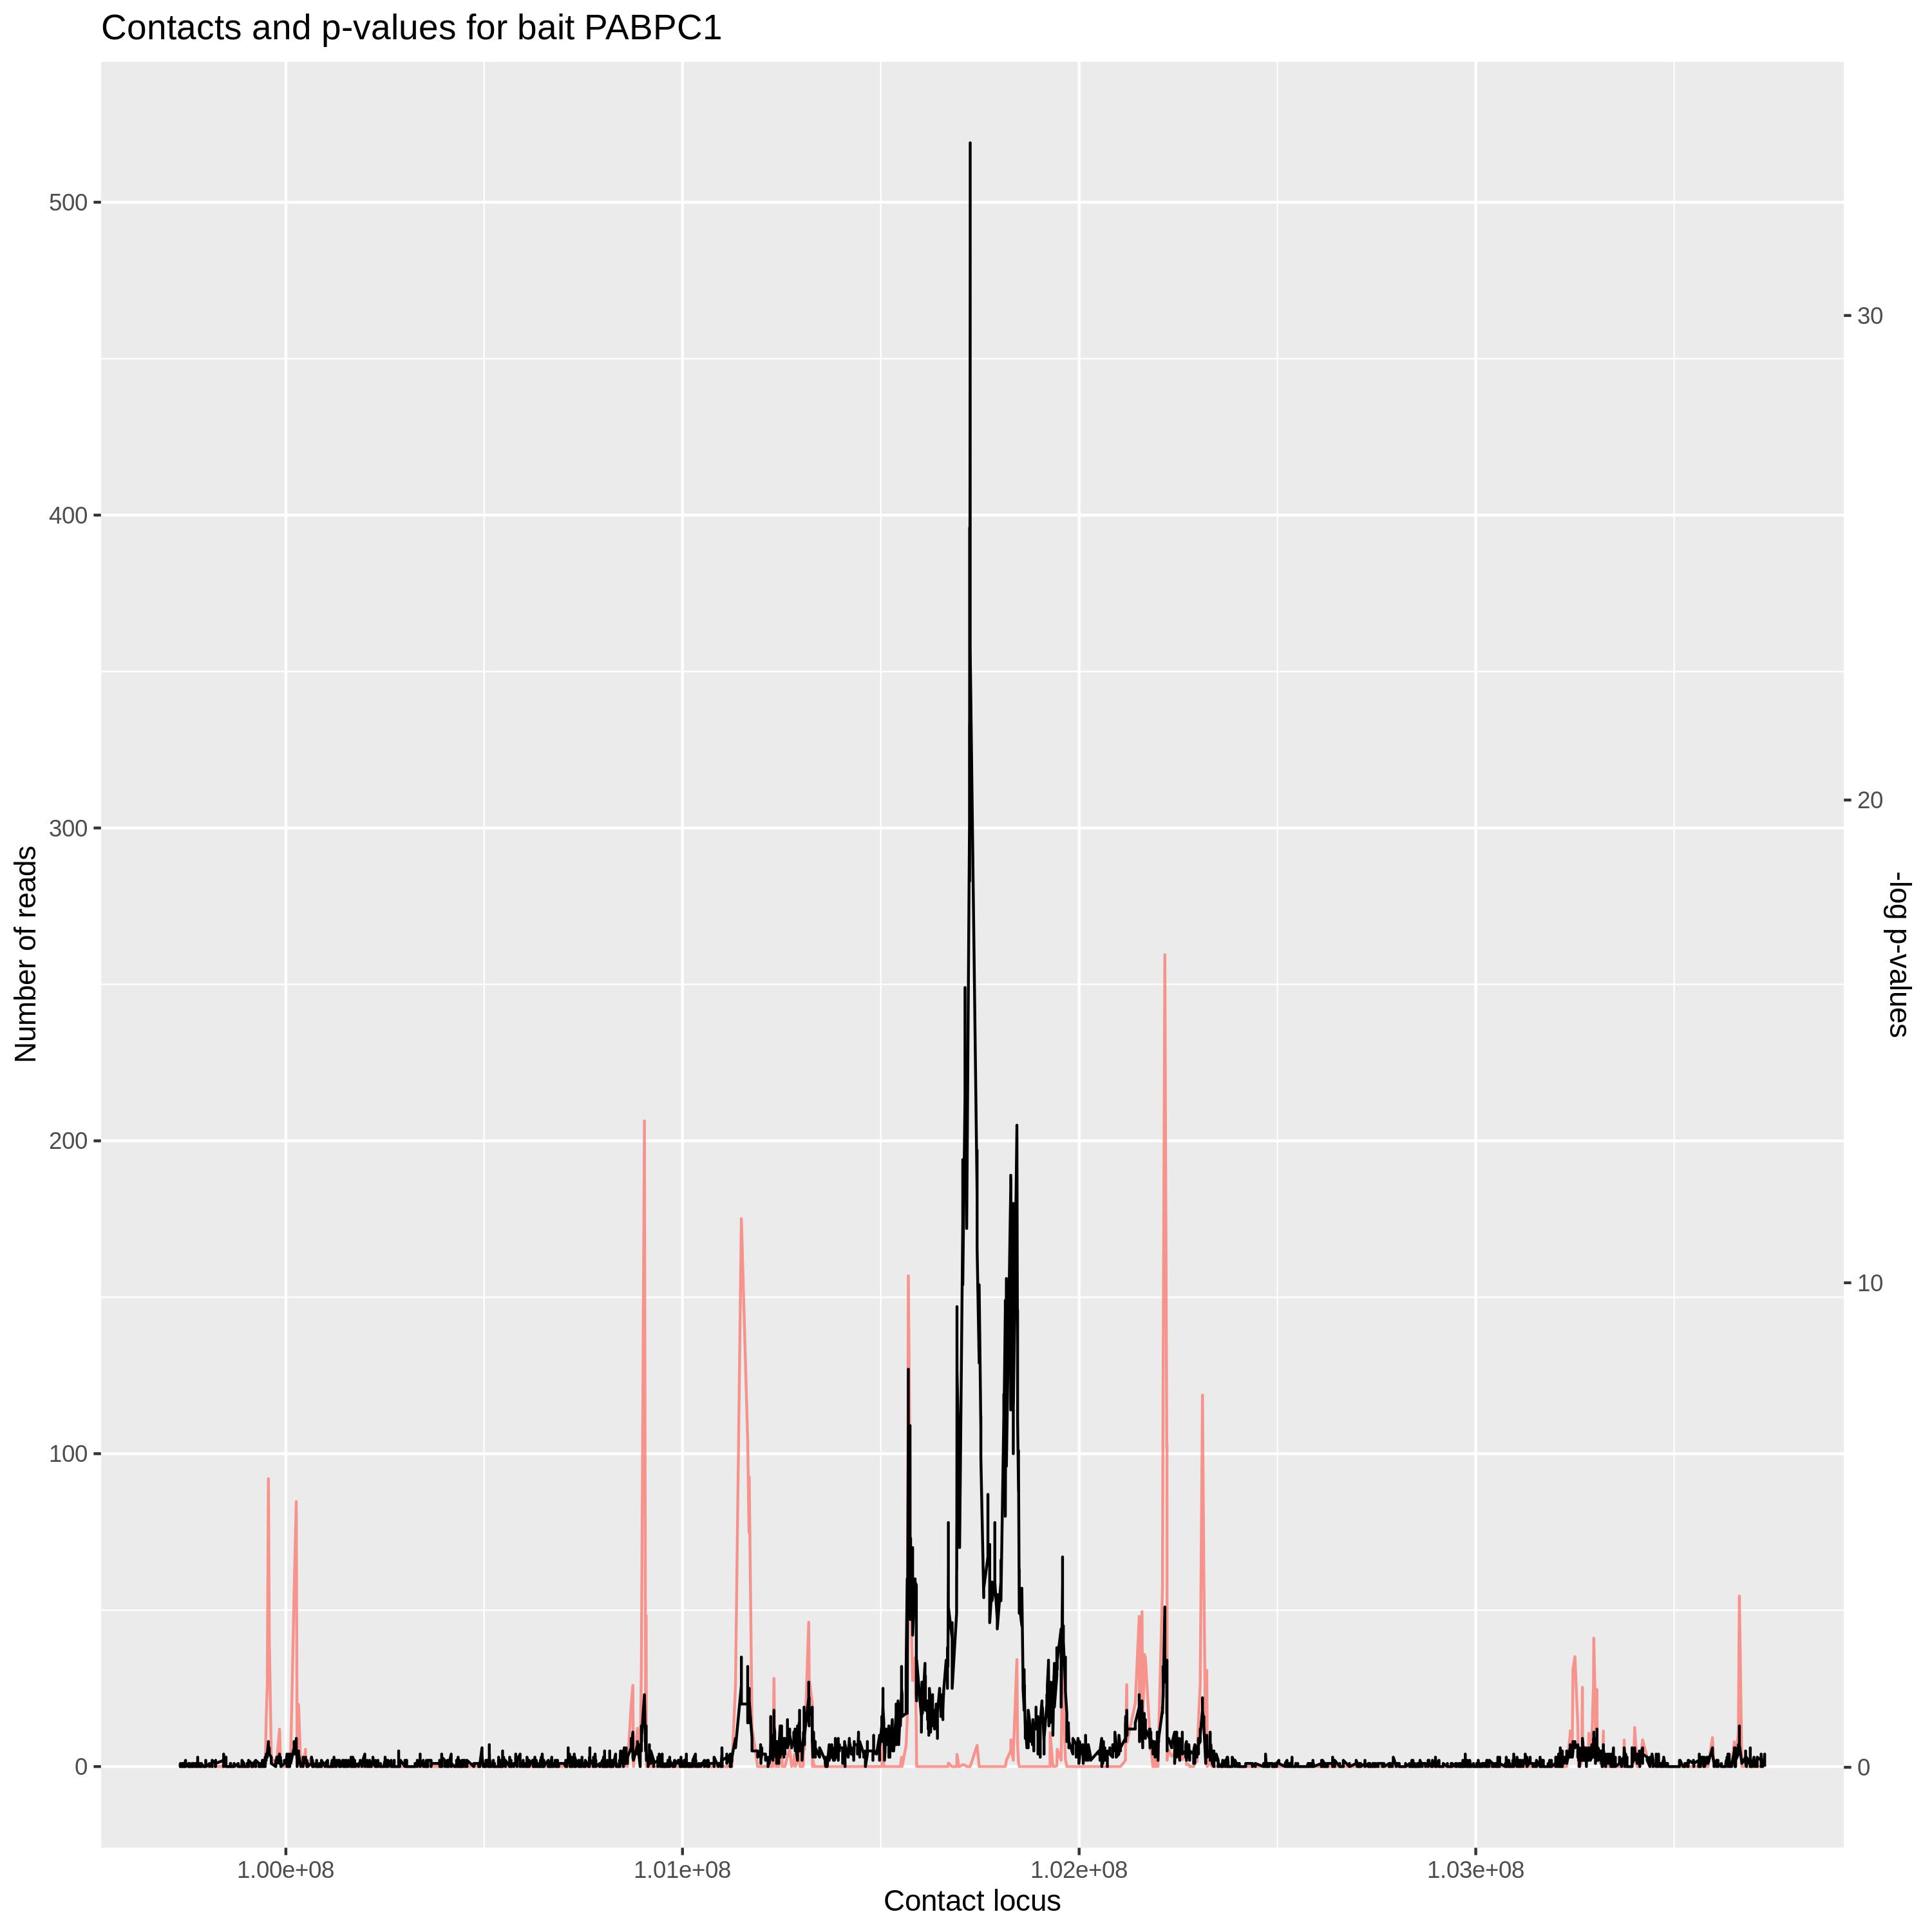 Contacts and p-values for bait PABPC1
Number of reads
500
400
300
200
100
0
30
20
10
0
-log p-values
1.00e+08
1.01e+08
1.02e+08
1.03e+08
Contact locus